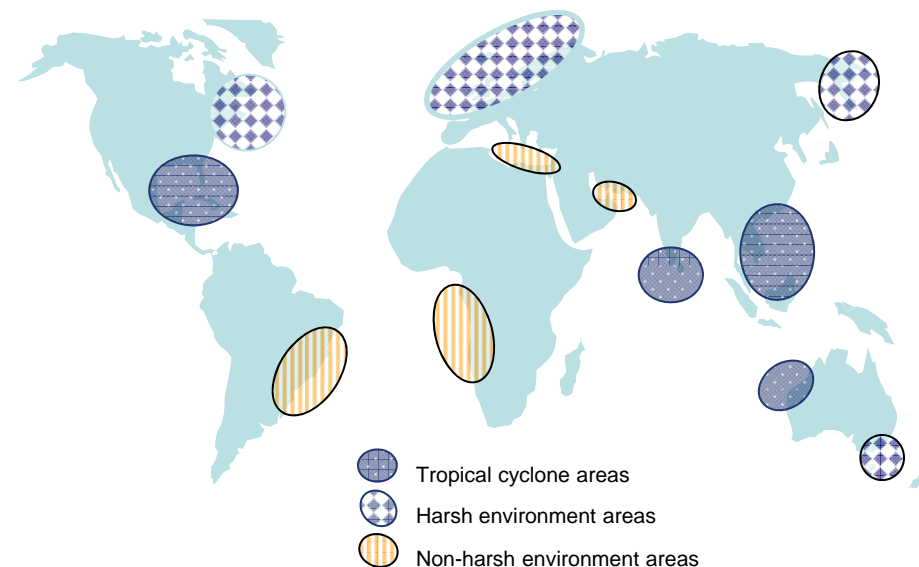 Tropical cyclone areas
Harsh environment areas
Non-harsh environment areas